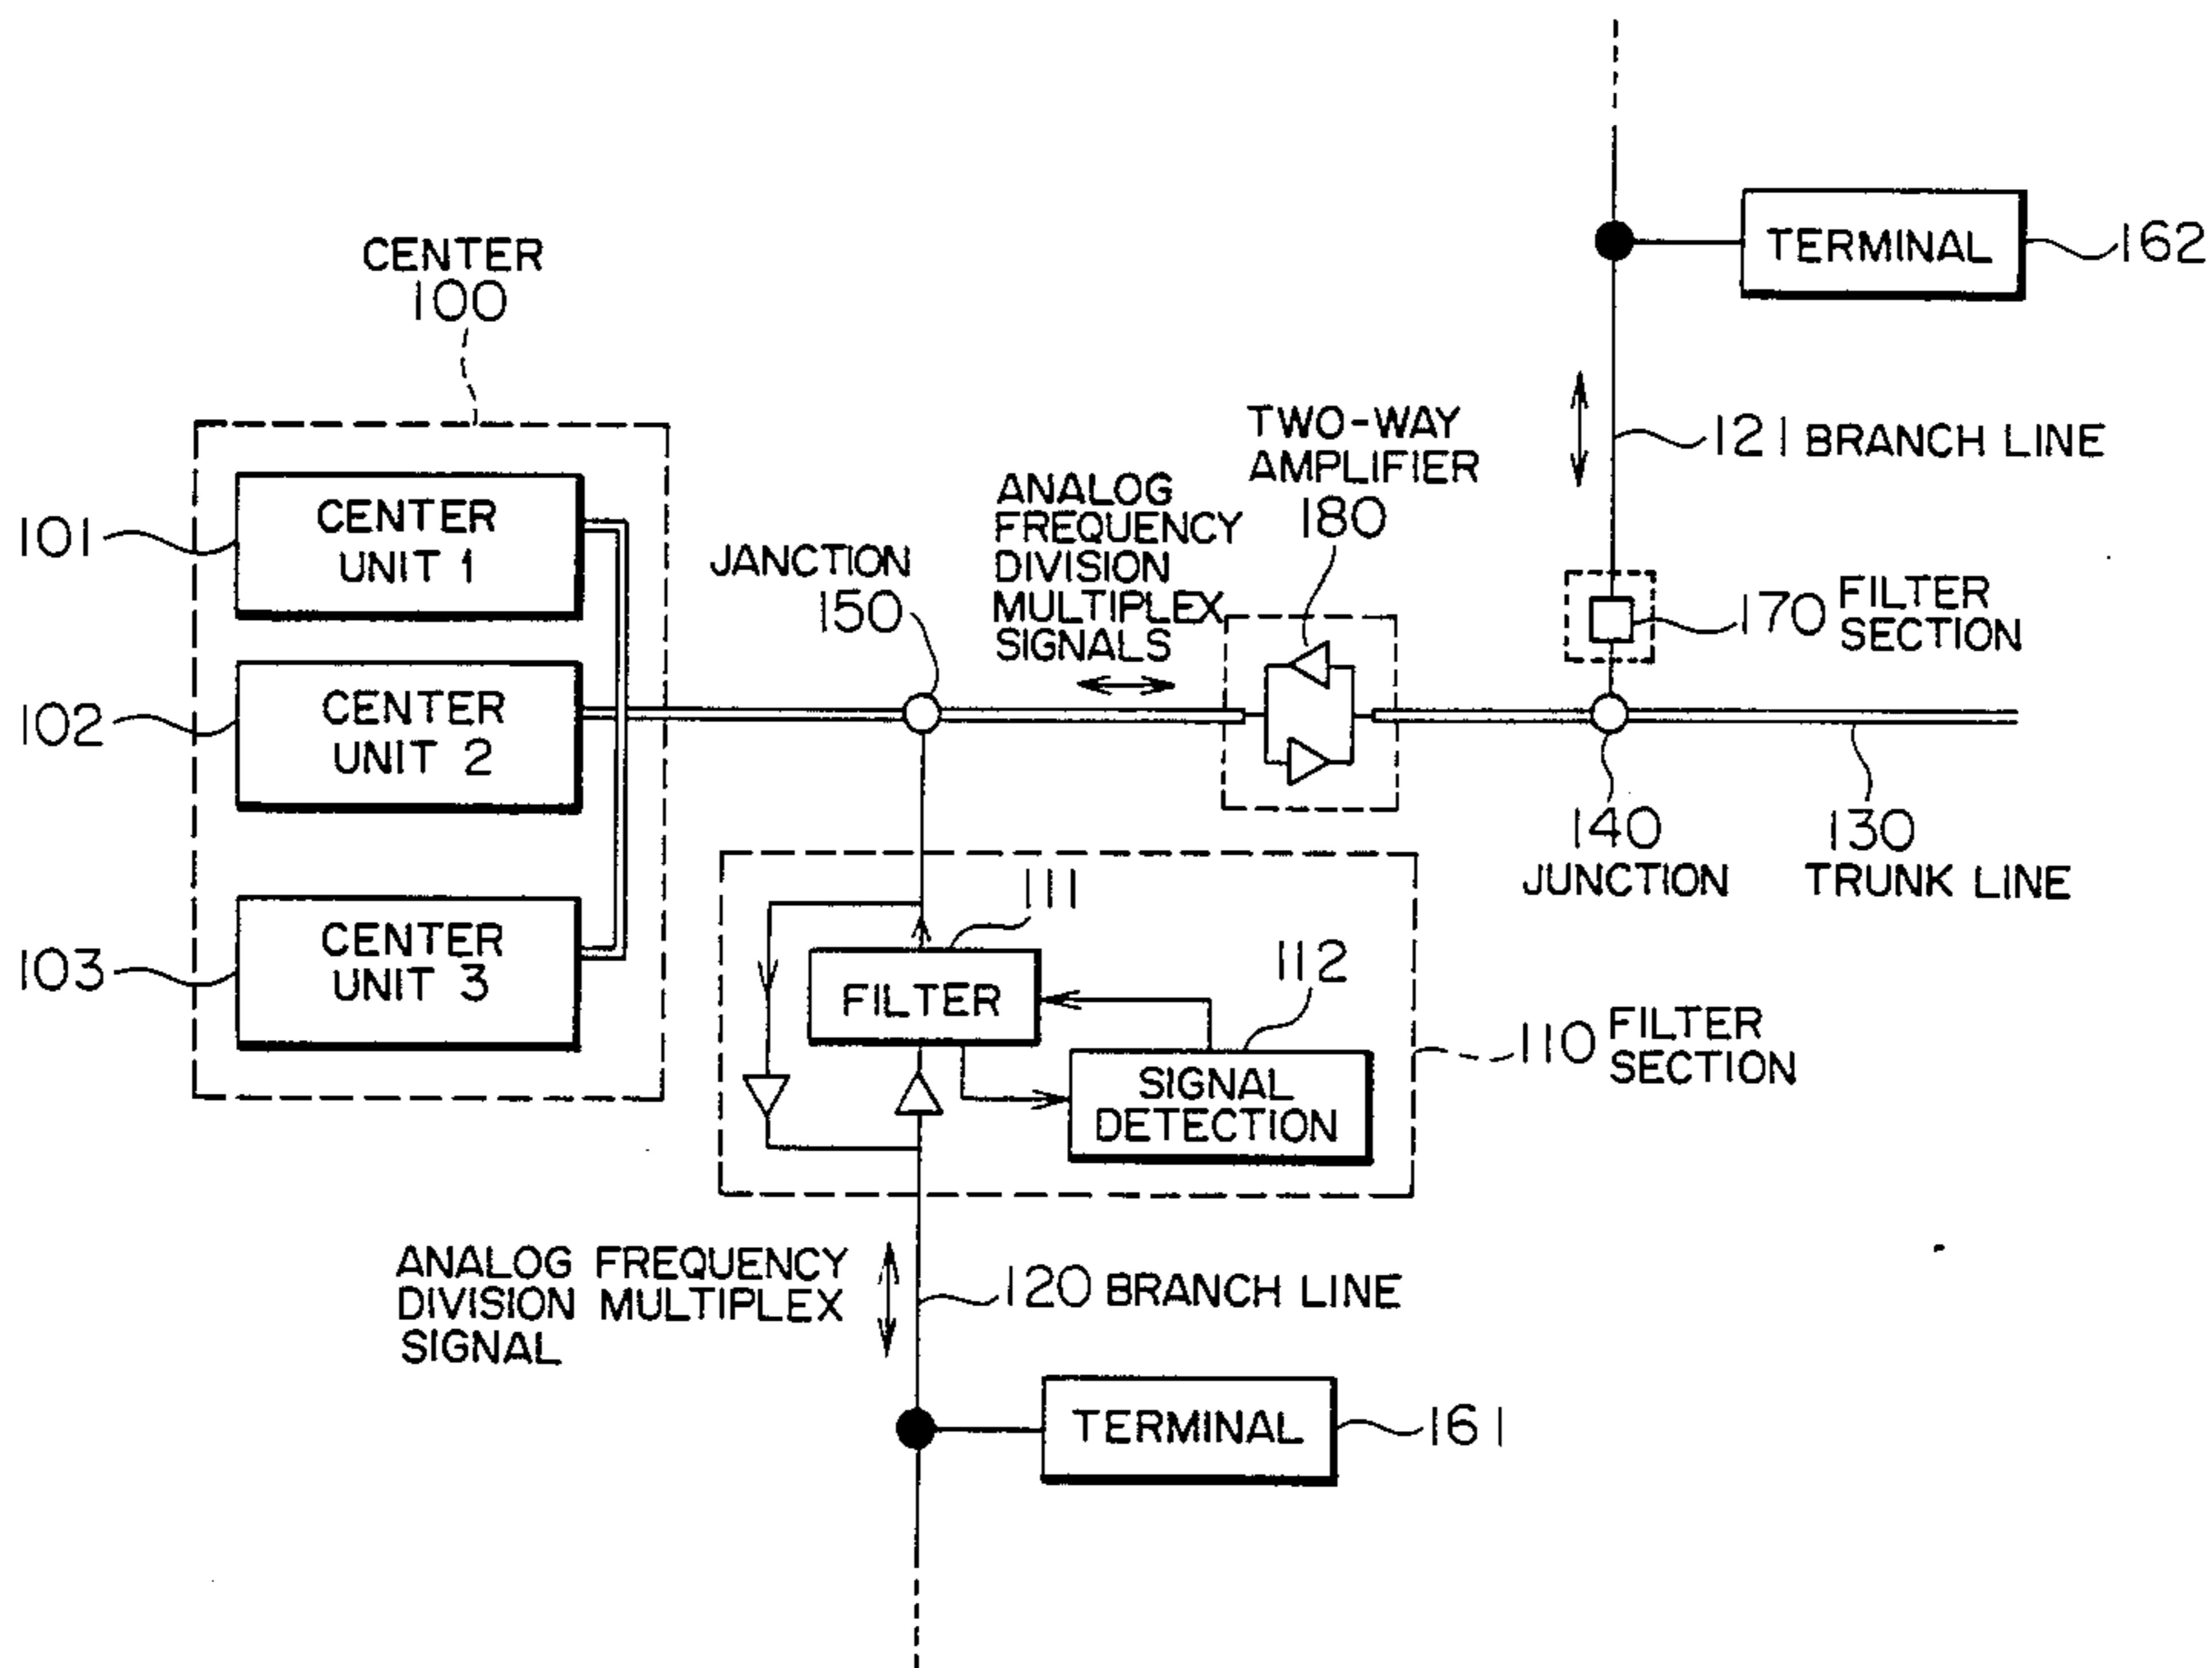 CENTER
100
101
CENTER
UNIT 1
102
CENTER
UNIT 2
103
CENTER
UNIT 3
JANCTION
150
ANALOG
FREQUENCY
DIVISION
MULTIPLEX
SIGNALS
TWO-WAY
AMPLIFIER
180
TERMINAL
162
121 BRANCH LINE
170 FILTER
SECTION
140
JUNCTION
130
TRUNK LINE
111
FILTER
112
SIGNAL
DETECTION
110 FILTER
SECTION
ANALOG FREQUENCY
DIVISION MULTIPLEX
SIGNAL
120 BRANCH LINE
TERMINAL
161